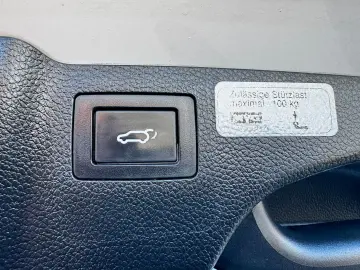 Zulässige Stützlast
maximal 100 kg